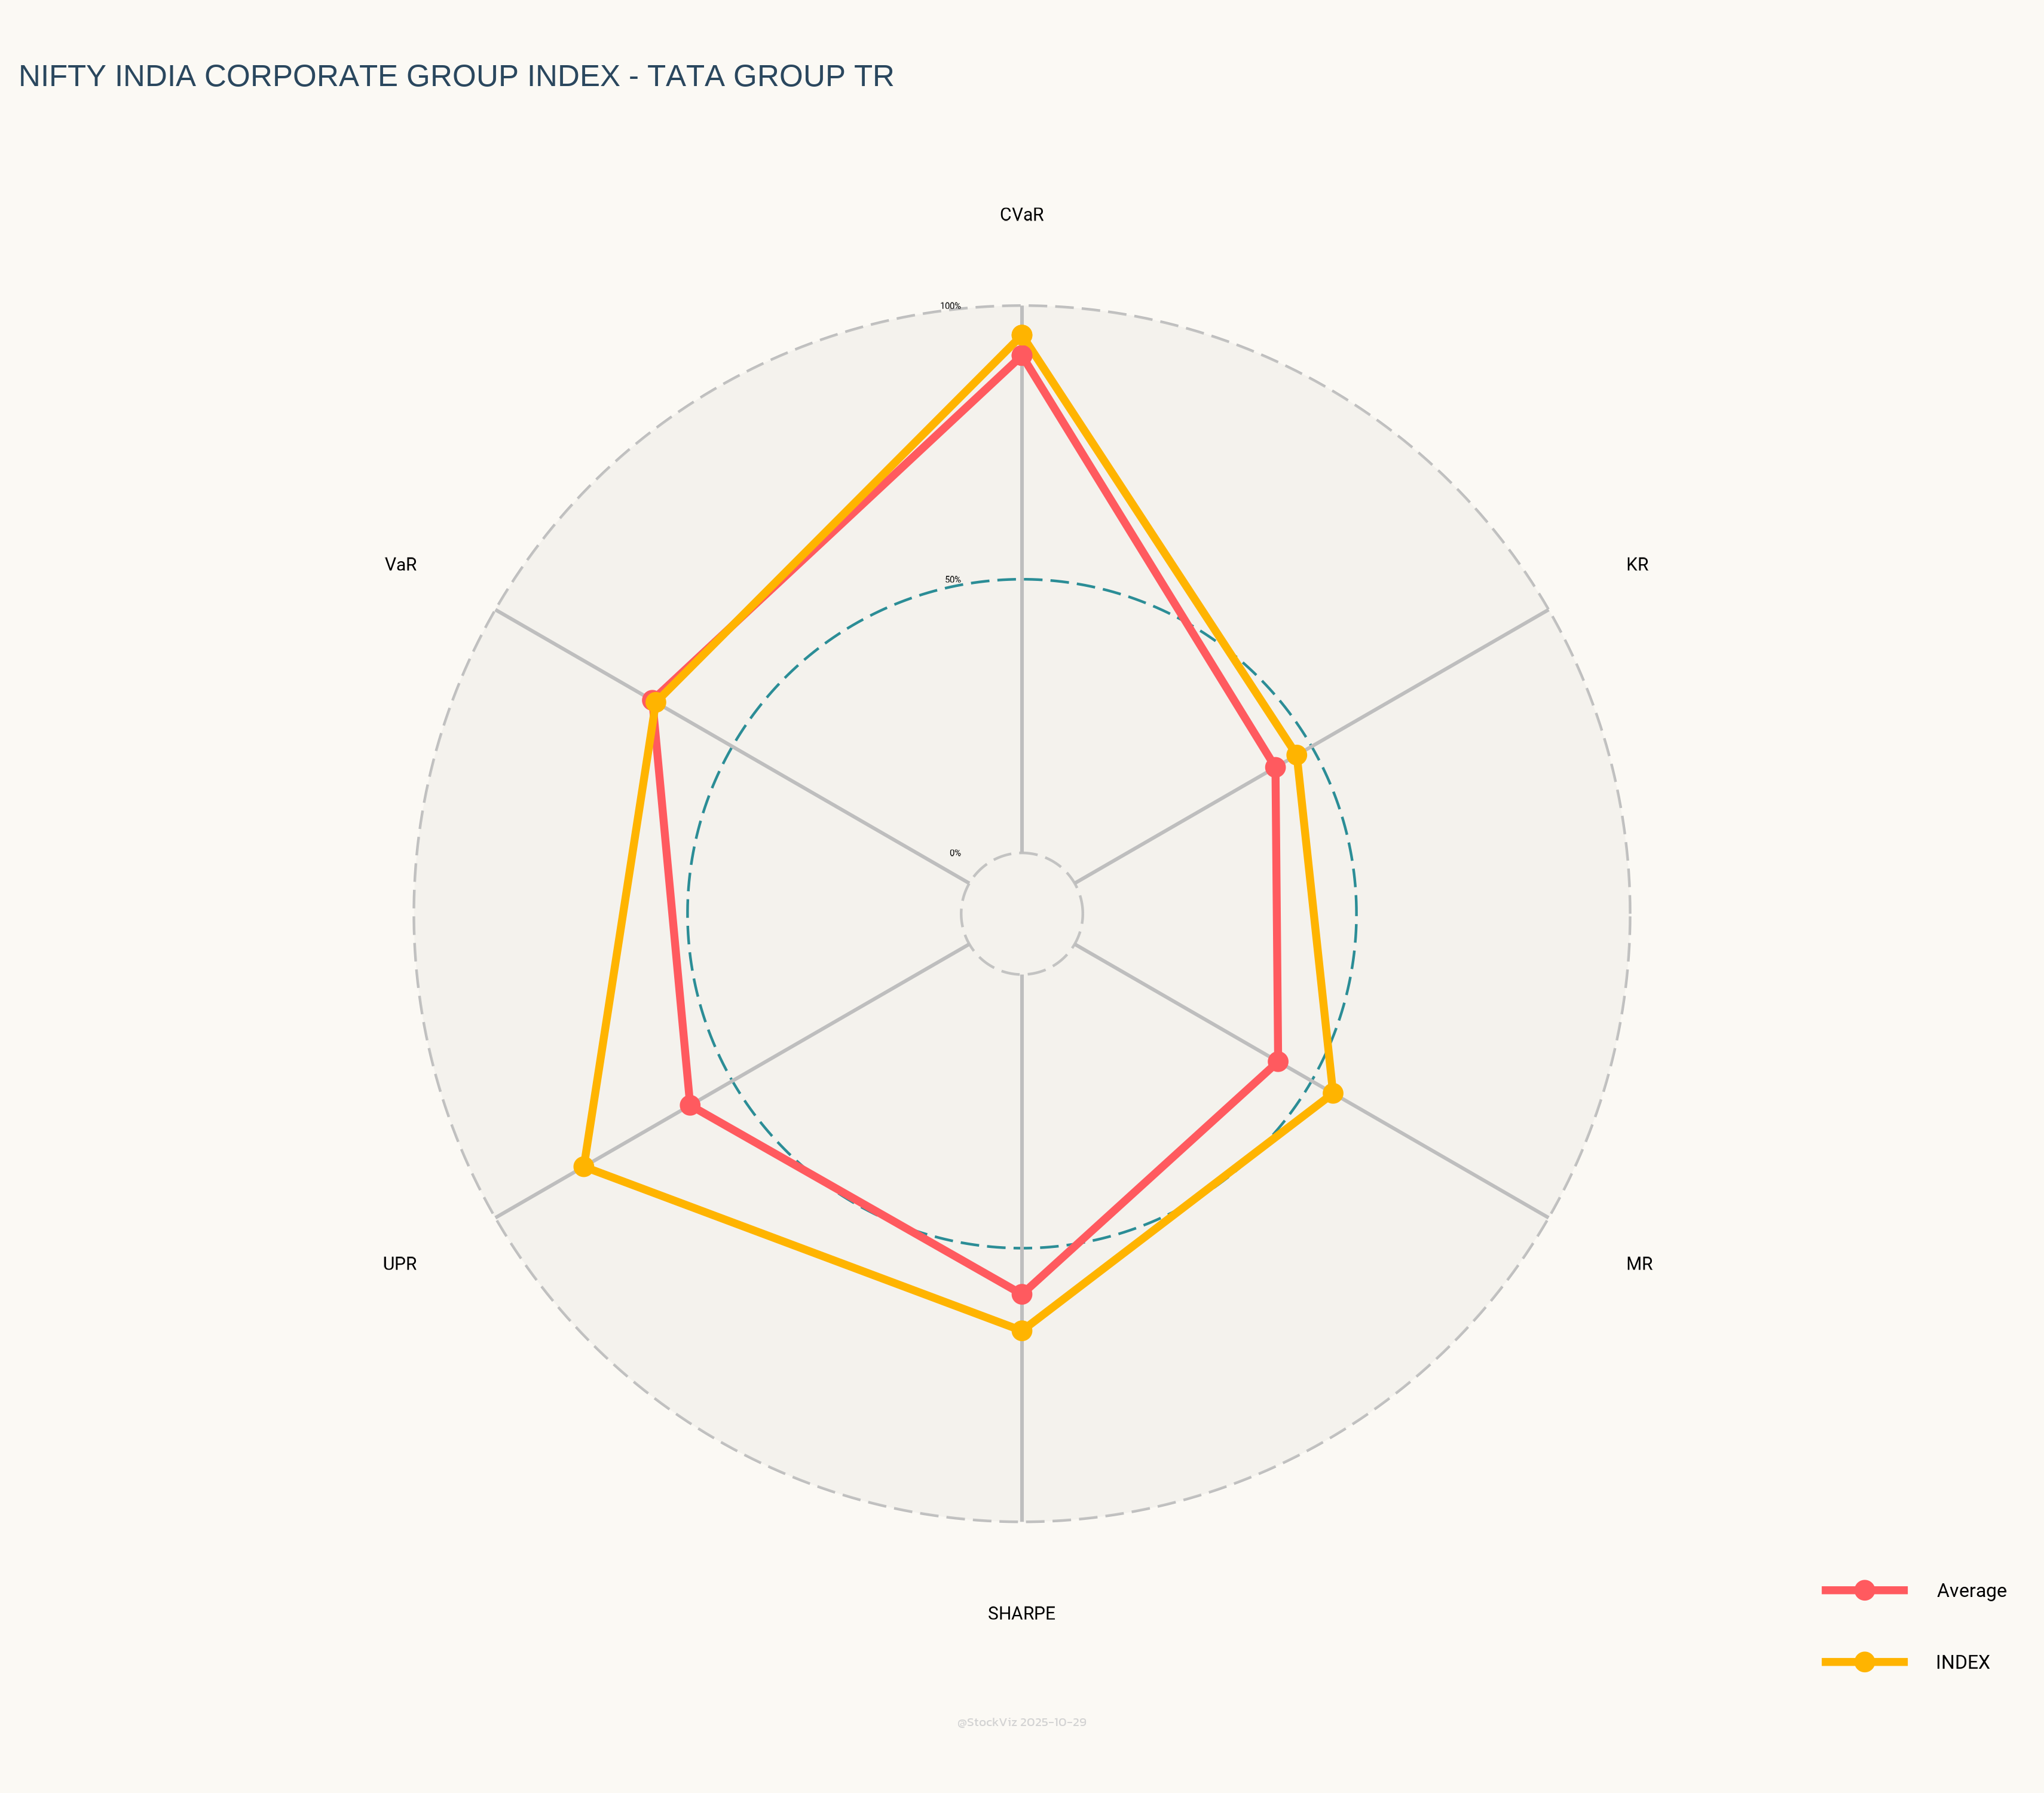 NIFTY INDIA CORPORATE GROUP INDEX - TATA GROUP TR
CVaR
100%
VaR
KR
50%
0%
UPR
MR
SHARPE
Average
INDEX
@StockViz 2025-10-29